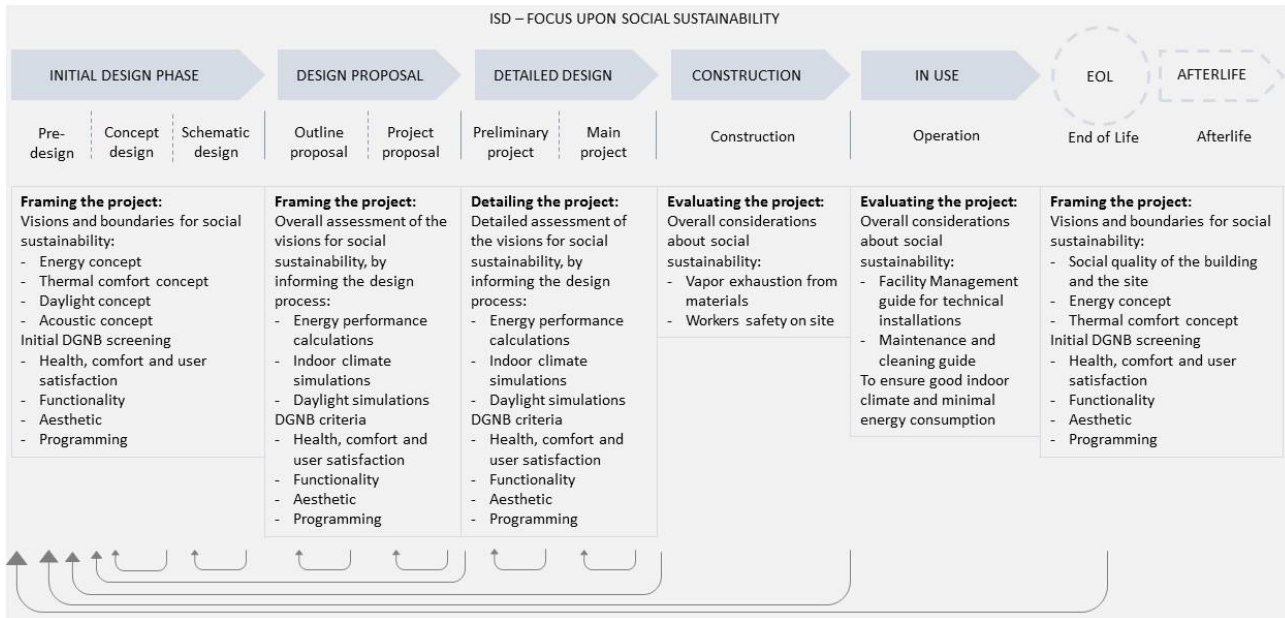 ISD – FOCUS UPON SOCIAL SUSTAINABILITY
INITIAL DESIGN PHASE
DESIGN PROPOSAL
DETAILED DESIGN
CONSTRUCTION
IN USE
EOL
AFTERLIFE
Pre-
design
Concept
design
Schematic
design
Outline
proposal
Project
proposal
Preliminary
project
Main
project
Construction
Operation
End of Life
Afterlife
Framing the project:
Visions and boundaries for social
sustainability:
- Energy concept
- Thermal comfort concept
- Daylight concept
- Acoustic concept
Initial DGNB screening
- Health, comfort and user
satisfaction
- Functionality
- Aesthetic
- Programming
Framing the project:
Overall assessment of the
visions for social
sustainability, by
informing the design
process:
- Energy performance
calculations
- Indoor climate
simulations
- Daylight simulations
DGNB criteria
- Health, comfort and
user satisfaction
- Functionality
- Aesthetic
- Programming
Detailing the project:
Detailed assessment of
the visions for social
sustainability, by
informing the design
process:
- Energy performance
calculations
- Indoor climate
simulations
- Daylight simulations
DGNB criteria
- Health, comfort and
user satisfaction
- Functionality
- Aesthetic
- Programming
Evaluating the project:
Overall considerations
about social
sustainability:
- Vapor exhaustion from
materials
- Workers safety on site
Evaluating the project:
Overall considerations
about social
sustainability:
- Facility Management
guide for technical
installations
- Maintenance and
cleaning guide
To ensure good indoor
climate and minimal
energy consumption
Framing the project:
Visions and boundaries for social
sustainability:
- Social quality of the building
and the site
- Energy concept
- Thermal comfort concept
Initial DGNB screening
- Health, comfort and user
satisfaction
- Functionality
- Aesthetic
- Programming